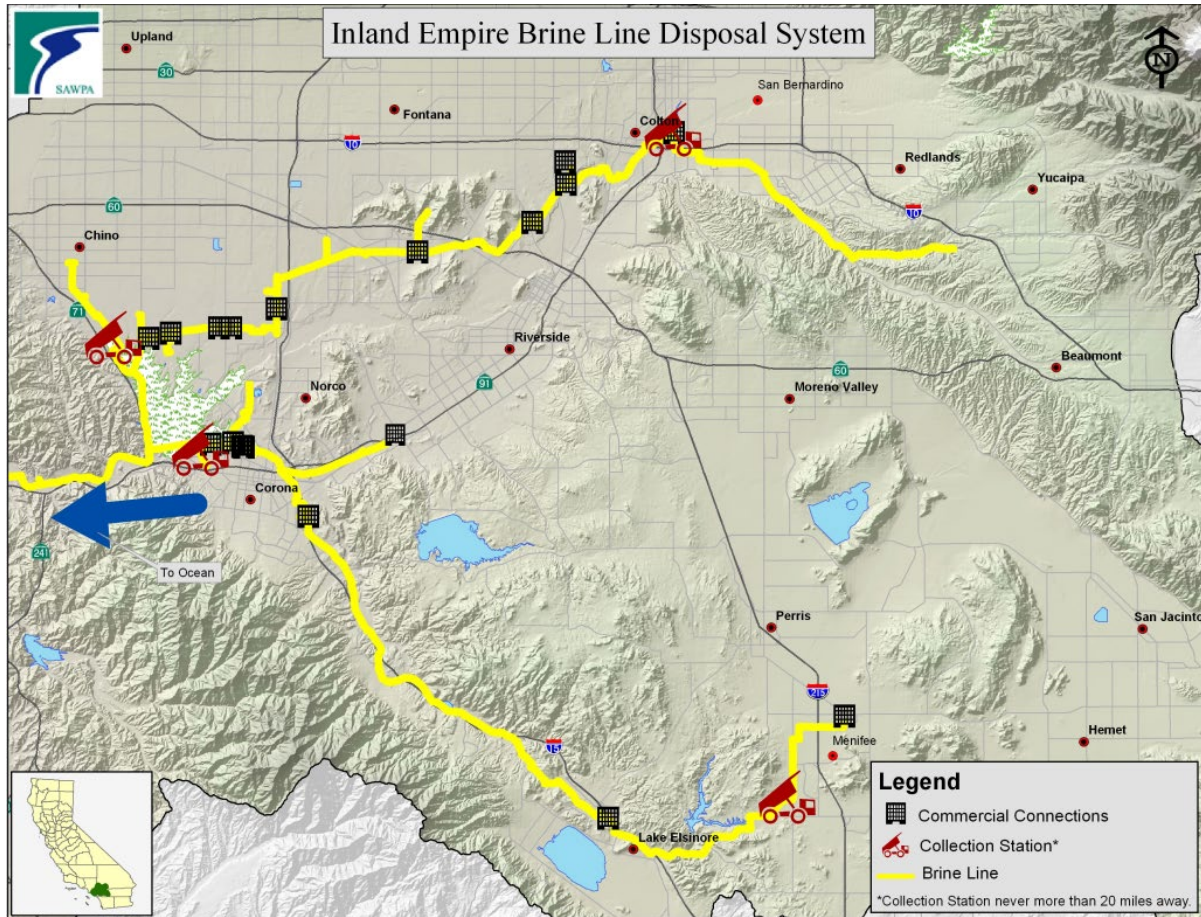 Inland Empire Brine Line Disposal System
SAWPA
N
Upland
30
San Bernardino
Fontana
Colton
10
Redlands
Yucaipa
60
10
Chino
71
Riverside
Beaumont
60
Norco
91
Moreno Valley
Corona
241
To Ocean
Perris
San Jacinto
215
Hemet
Menifee
15
Lake Elsinore
Legend
Commercial Connections
Collection Station*
Brine Line
*Collection Station never more than 20 miles away.